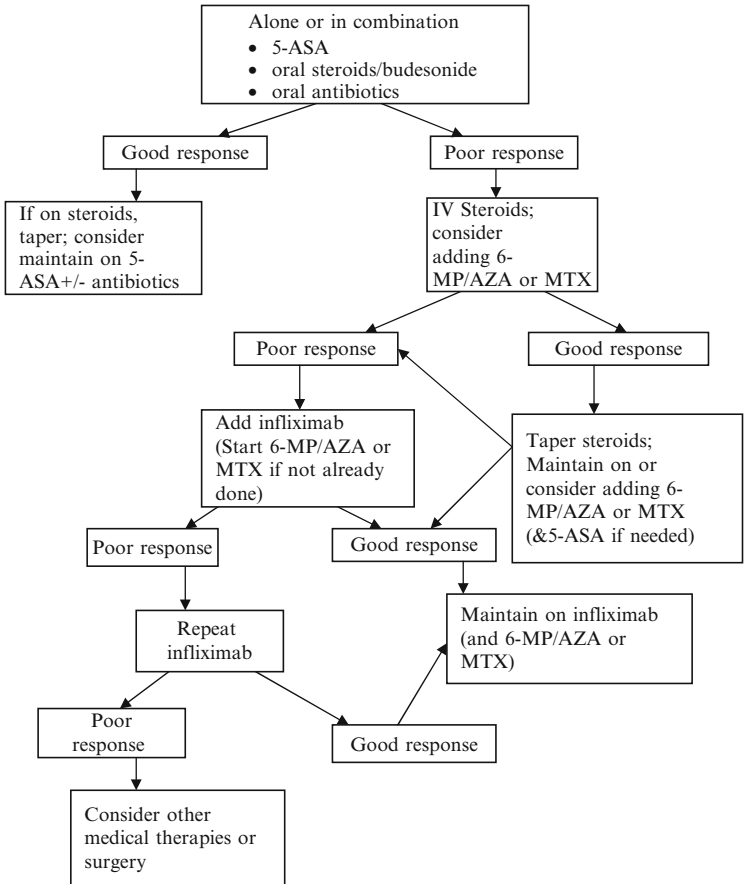 Alone or in combination
• 5-ASA
• oral steroids/budesonide
• oral antibiotics
Good response
Poor response
If on steroids,
taper; consider
maintain on 5-
ASA+/- antibiotics
IV Steroids;
consider
adding 6-
MP/AZA or MTX
Poor response
Good response
Add infliximab
(Start 6-MP/AZA or
MTX if not already
done)
Taper steroids;
Maintain on or
consider adding 6-
MP/AZA or MTX
(&5-ASA if needed)
Poor response
Good response
Repeat
infliximab
Maintain on infliximab
(and 6-MP/AZA or
MTX)
Poor
response
Good response
Consider other
medical therapies or
surgery